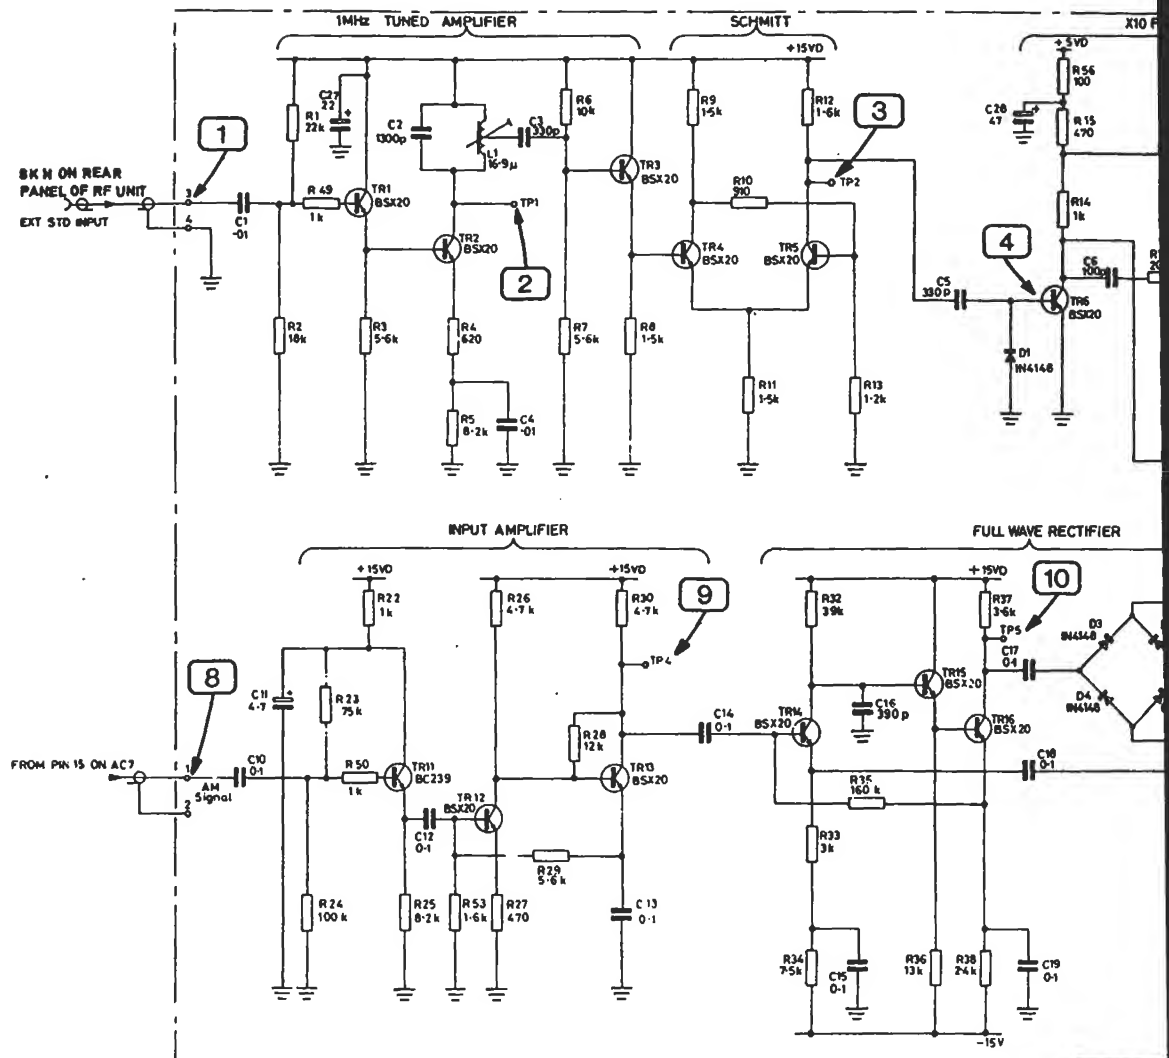 1MHz TUNED AMPLIFIER
SCHMITT
X10 F
+15VD
+5VD
R56
100
C28
47
R15
470
R14
1k
R1
22k
C27
22
C2
1300p
L1
16·9µ
C3
330p
R6
10k
R9
1·5k
R12
1·6k
3
TP2
1
SKN ON REAR
PANEL OF RF UNIT
EXT STD INPUT
3
4
C1
·01
R49
1k
TR1
BSX20
TR2
BSX20
TP1
2
TR3
BSX20
R10
910
TR4
BSX20
TR5
BSX20
4
C5
330p
C6
100p
TR6
BSX20
D1
IN4148
R2
18k
R3
5·6k
R4
620
R5
8·2k
C4
·01
R7
5·6k
R8
1·5k
R11
1·5k
R13
1·2k
INPUT AMPLIFIER
FULL WAVE RECTIFIER
+15VD
R22
1k
+15VD
R26
4·7k
R30
4·7k
9
TP4
+15VD
R32
39k
R37
3·6k
10
TP5
D3
IN4148
D4
IN4148
C17
0·1
8
C11
4·7
R23
75k
R28
12k
C14
0·1
TR14
BSX20
C16
390p
TR15
BSX20
TR16
BSX20
C18
0·1
FROM PIN 15 ON AC7
1
AM
Signal
2
C10
0·1
R50
1k
TR11
BC239
C12
0·1
TR12
BSX20
TR13
BSX20
R35
160k
R33
3k
R29
5·6k
R24
100k
R25
8·2k
R53
1·6k
R27
470
C13
0·1
R34
7·5k
C15
0·1
R36
13k
R38
2·4k
C19
0·1
-15V